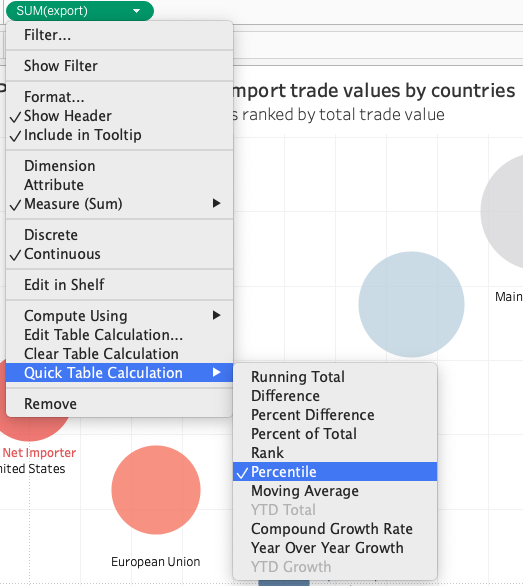 SUM(export)
Filter...
Show Filter
mport trade values by countries
Format...
s ranked by total trade value
Show Header
Include in Tooltip
Dimension
Attribute
Measure (Sum)
Discrete
Continuous
Edit in Shelf
Main
Compute Using
Edit Table Calculation...
Clear Table Calculation
Quick Table Calculation
Running Total
Difference
Remove
Percent Difference
Percent of Total
Net Importer
Rank
nited States
Percentile
Moving Average
YTD Total
Compound Growth Rate
Year Over Year Growth
European Union
YTD Growth